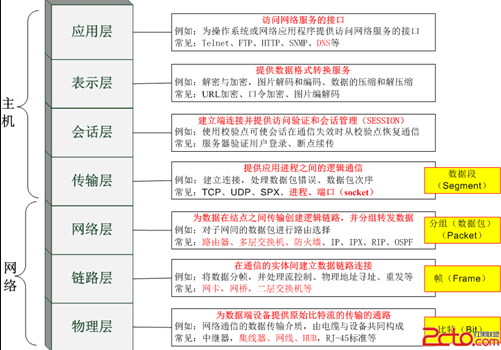 主机
网络
应用层
访问网络服务的接口
例如：为操作系统或网络应用程序提供访问网络服务的接口
常见：Telnet、FTP、HTTP、SNMP、DNS等
表示层
提供数据格式转换服务
例如：解密与加密，图片解码和编码、数据的压缩和解压缩
常见：URL加密、口令加密、图片编解码
会话层
建立端连接并提供访问验证和会话管理（SESSION）
例如：使用校验点可使会话在通信失效时从校验点恢复通信
常见：服务器验证用户登录、断点续传
传输层
提供应用进程之间的逻辑通信
例如：建立连接，处理数据包错误、数据包次序
常见：TCP、UDP、SPX、进程、端口（socket）
数据段
（Segment）
网络层
为数据在结点之间传输创建逻辑链路，并分组转发数据
例如：对子网间的数据包进行路由选择
常见：路由器、多层交换机、防火墙、IP、IPX、RIP、OSPF
分组（数据包）
（Packet）
链路层
在通信的实体间建立数据链路连接
例如：将数据分帧，并处理流控制、物理地址寻址、重发等
常见：网卡，网桥，二层交换机等
帧（Frame）
物理层
为数据端设备提供原始比特流的传输的通路
例如：网络通信的数据传输介质，由电缆与设备共同构成
常见：中继器，集线器、网线、HUB，RJ-45标准等
比特（Bit）
2cto.com
红黑联盟